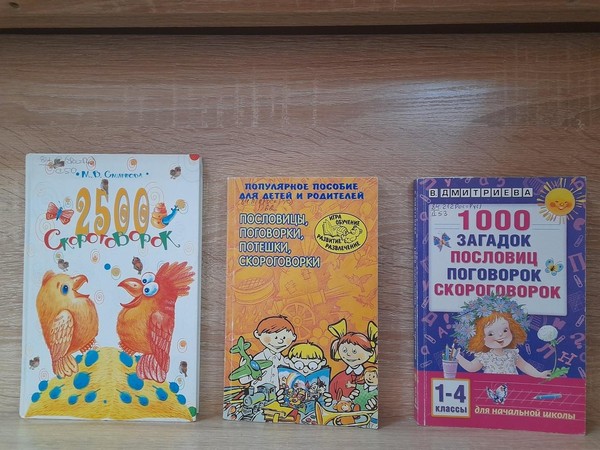 2500
Скороговорок
ПОПУЛЯРНОЕ ПОСОБИЕ
ДЛЯ ДЕТЕЙ И РОДИТЕЛЕЙ
ПОСЛОВИЦЫ,
ПОГОВОРКИ,
ПОТЕШКИ,
СКОРОГОВОРКИ
ИГРА
ОБУЧЕНИЕ
РАЗВИТИЕ
РАЗВЛЕЧЕНИЕ
В.ДМИТРИЕВА
1000
ЗАГАДОК
ПОСЛОВИЦ
ПОГОВОРОК
СКОРОГОВОРОК
1-4
КЛАССЫ
для начальной школы